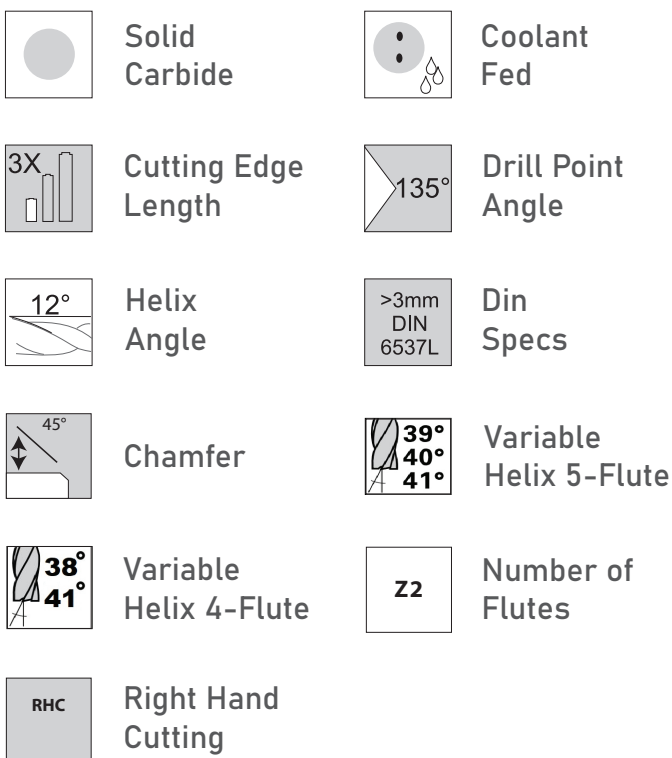 Solid
Carbide
Coolant
Fed
3X
Cutting Edge
Length
135°
Drill Point
Angle
12°
Helix
Angle
>3mm
DIN
6537L
Din
Specs
45°
Chamfer
39°
40°
41°
Variable
Helix 5-Flute
38°
41°
Variable
Helix 4-Flute
Z2
Number of
Flutes
RHC
Right Hand
Cutting